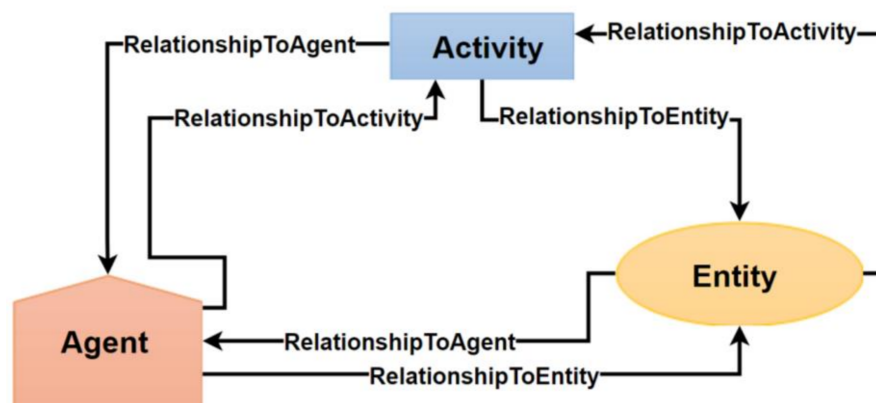 RelationshipToAgent
Activity
RelationshipToActivity
RelationshipToActivity
RelationshipToEntity
Entity
Agent
RelationshipToAgent
RelationshipToEntity